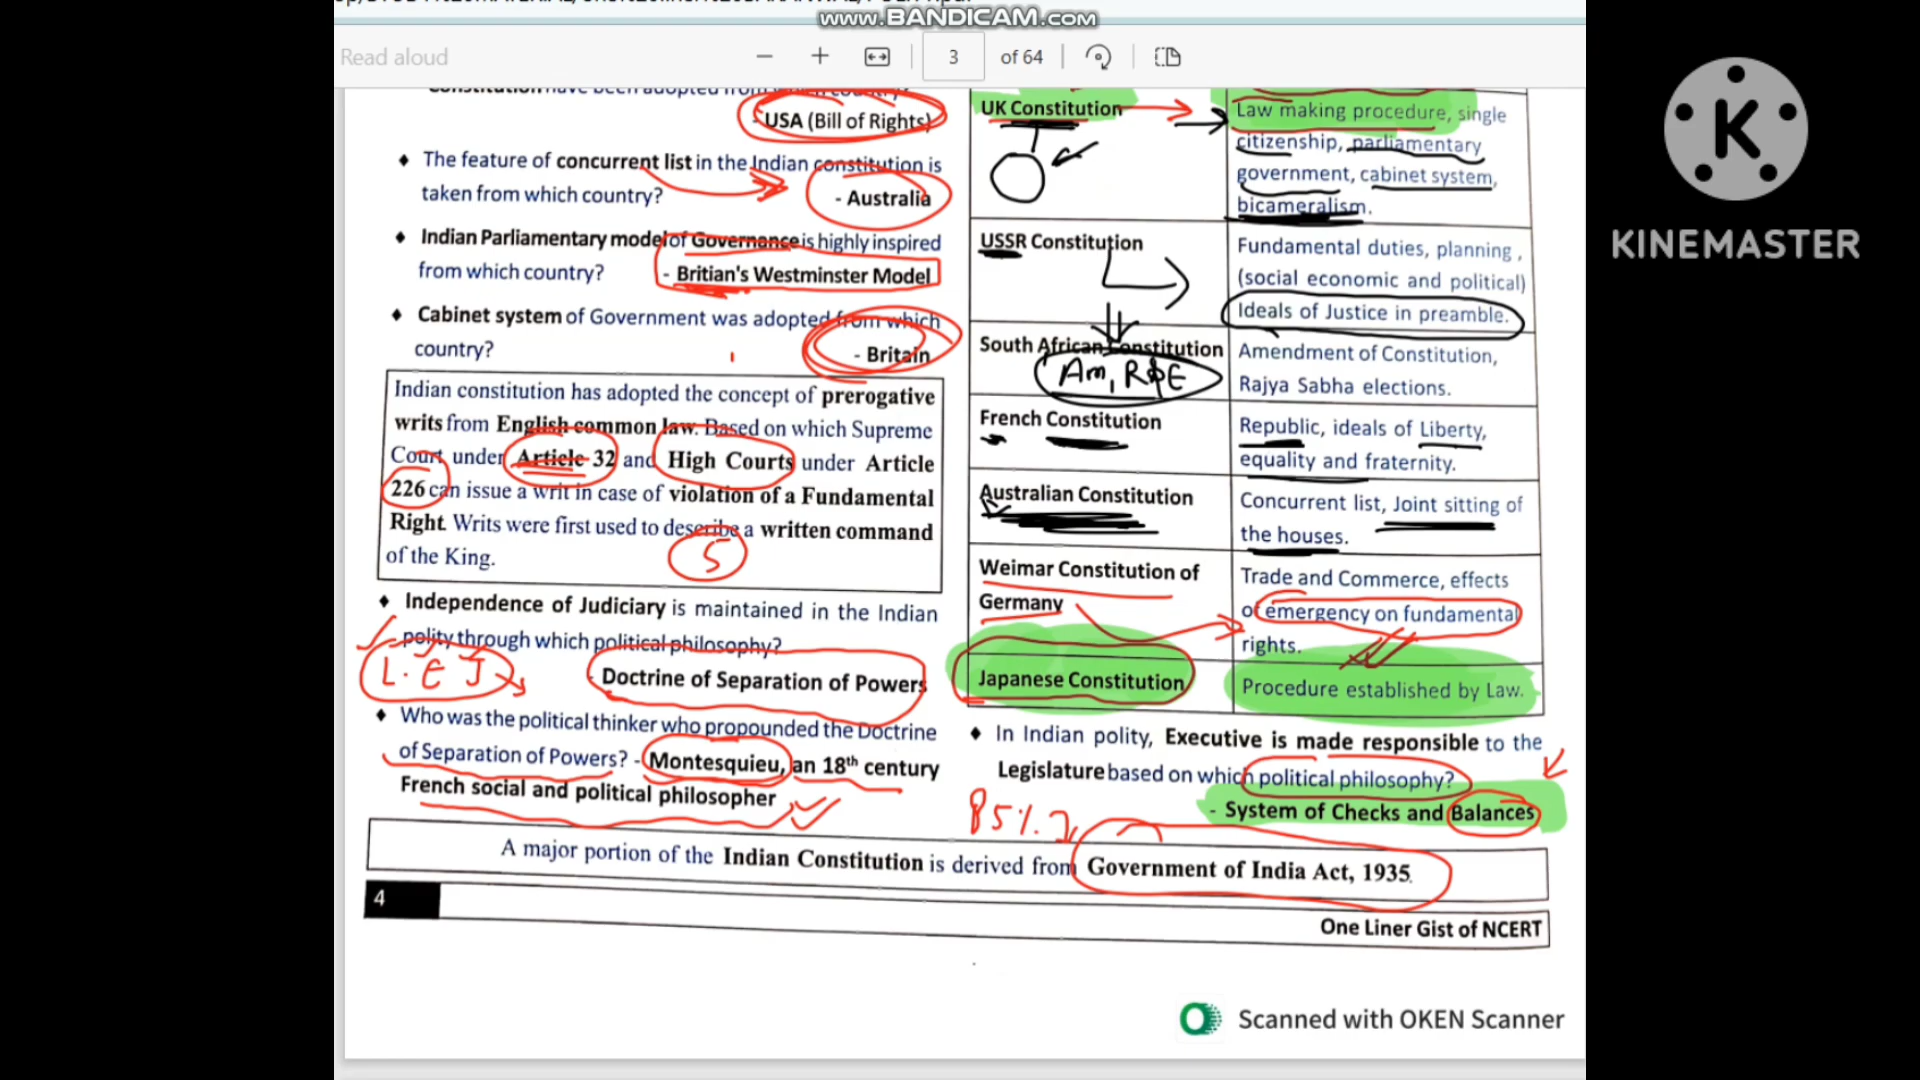 www.BANDICAM.com
Read aloud
3
of 64
- USA (Bill of Rights)
♦ The feature of concurrent list in the Indian constitution is
taken from which country?
- Australia
♦ Indian Parliamentary model of Governance is highly inspired
from which country?
- Britian's Westminster Model
♦ Cabinet system of Government was adopted from which
country?
- Britain
Indian constitution has adopted the concept of prerogative
writs from English common law. Based on which Supreme
Court under Article 32 and High Courts under Article
226 can issue a writ in case of violation of a Fundamental
Right. Writs were first used to describe a written command
of the King.
5
♦ Independence of Judiciary is maintained in the Indian
polity through which political philosophy?
L.EJ
- Doctrine of Separation of Powers
♦ Who was the political thinker who propounded the Doctrine
of Separation of Powers? - Montesquieu, an 18th century
French social and political philosopher
UK Constitution
Law making procedure, single
citizenship, parliamentary
government, cabinet system,
bicameralism.
USSR Constitution
Fundamental duties, planning ,
(social economic and political)
Ideals of Justice in preamble.
South African Constitution
Amendment of Constitution,
Rajya Sabha elections.
Am, RSE
French Constitution
Republic, ideals of Liberty,
equality and fraternity.
Australian Constitution
Concurrent list, Joint sitting of
the houses.
Weimar Constitution of
Germany
Trade and Commerce, effects
of emergency on fundamental
rights.
Japanese Constitution
Procedure established by Law.
♦ In Indian polity, Executive is made responsible to the
Legislature based on which political philosophy?
- System of Checks and Balances
85%
A major portion of the Indian Constitution is derived from Government of India Act, 1935.
4
One Liner Gist of NCERT
Scanned with OKEN Scanner
K
KINEMASTER